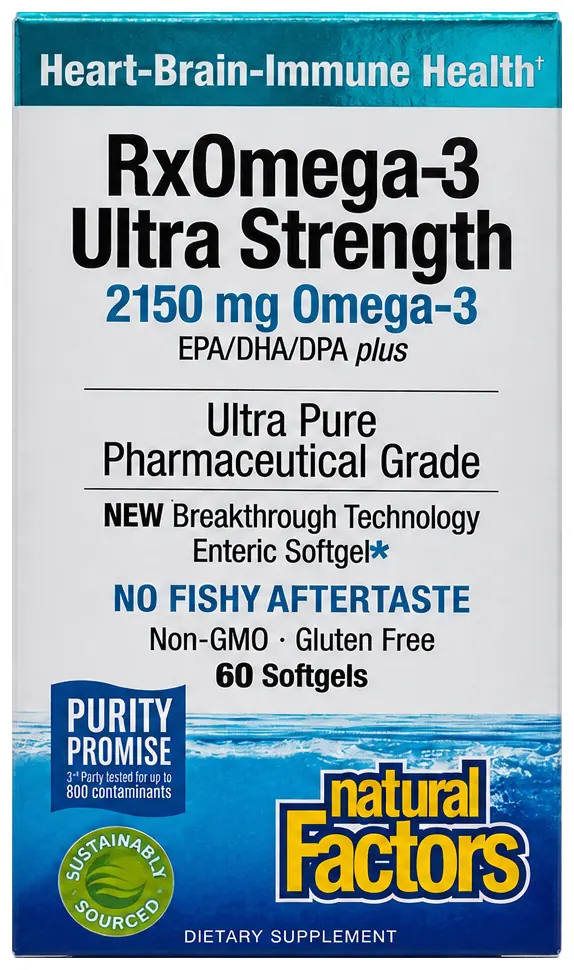 Heart-Brain-Immune Health†
RxOmega-3
Ultra Strength
2150 mg Omega-3
EPA/DHA/DPA plus
Ultra Pure
Pharmaceutical Grade
NEW Breakthrough Technology
Enteric Softgel*
NO FISHY AFTERTASTE
Non-GMO · Gluten Free
60 Softgels
PURITY
PROMISE
3rd Party tested for up to
800 contaminants
SUSTAINABLY
SOURCED
natural
Factors
DIETARY SUPPLEMENT